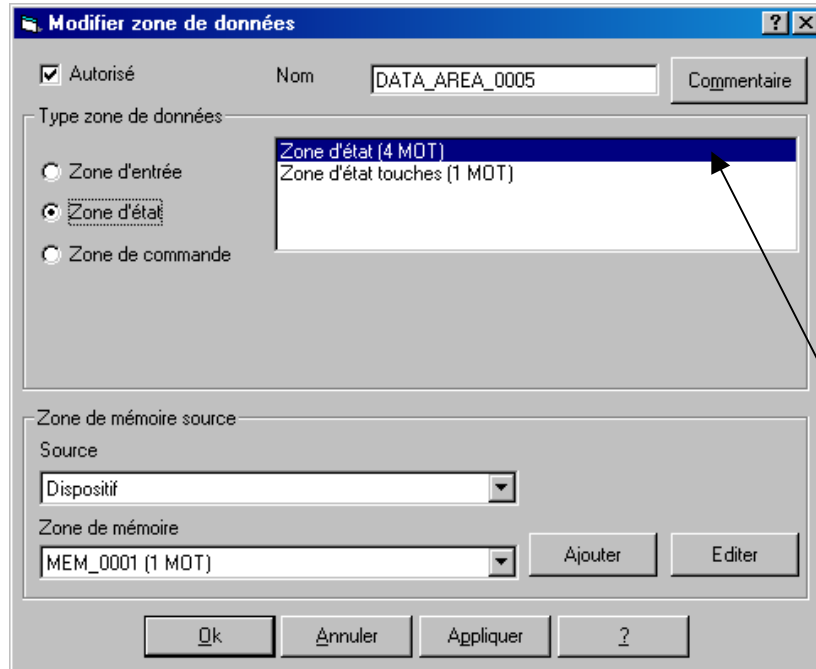 Modifier zone de données
Autorisé
Nom
DATA_AREA_0005
Commentaire
Type zone de données
Zone d'entrée
Zone d'état
Zone de commande
Zone d'état (4 MOT)
Zone d'état touches (1 MOT)
Zone de mémoire source
Source
Dispositif
Zone de mémoire
MEM_0001 (1 MOT)
Ajouter
Editer
Ok
Annuler
Appliquer
?